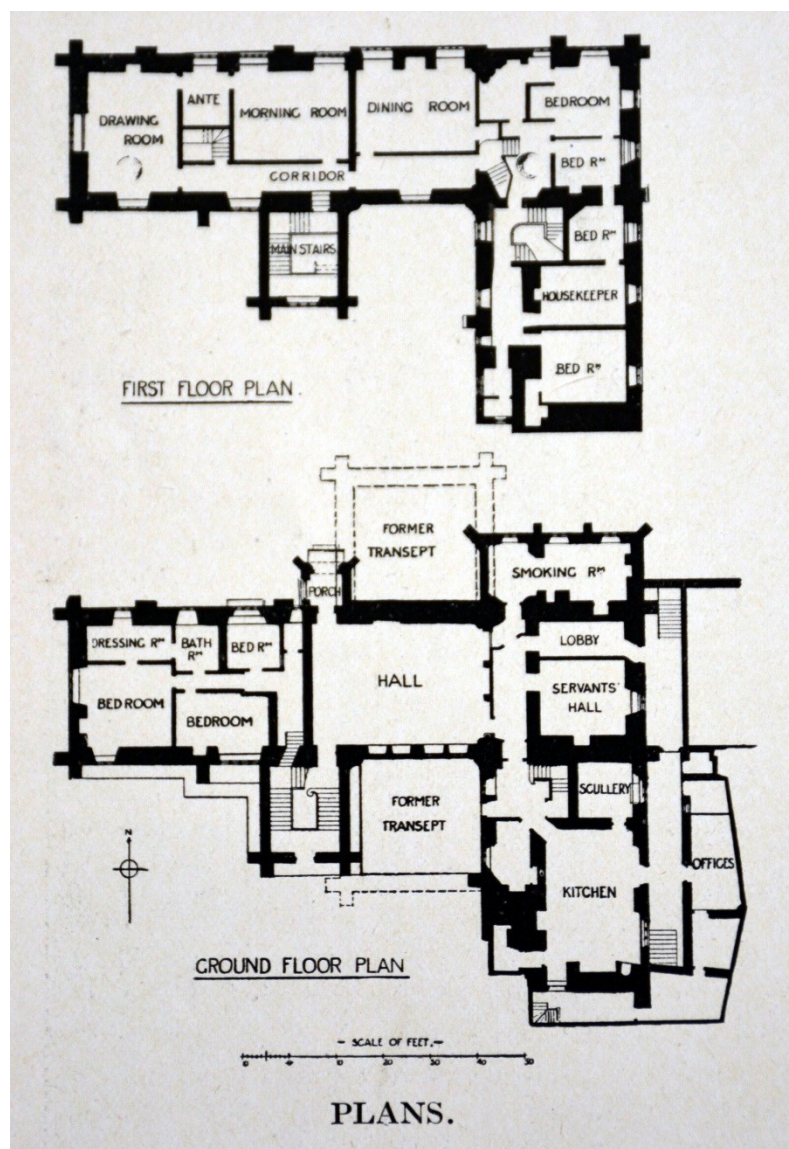 DRAWING
ROOM
ANTE
MORNING ROOM
DINING ROOM
BEDROOM
BED RM
CORRIDOR
MAIN STAIRS
BED RM
HOUSEKEEPER
BED RM
FIRST FLOOR PLAN.
FORMER
TRANSEPT
SMOKING RM
PORCH
DRESSING RM
BATH
RM
BED RM
HALL
LOBBY
SERVANTS'
HALL
BEDROOM
BEDROOM
FORMER
TRANSEPT
SCULLERY
OFFICES
KITCHEN
N
GROUND FLOOR PLAN
- SCALE OF FEET. -
10 20 30 40 50
PLANS.